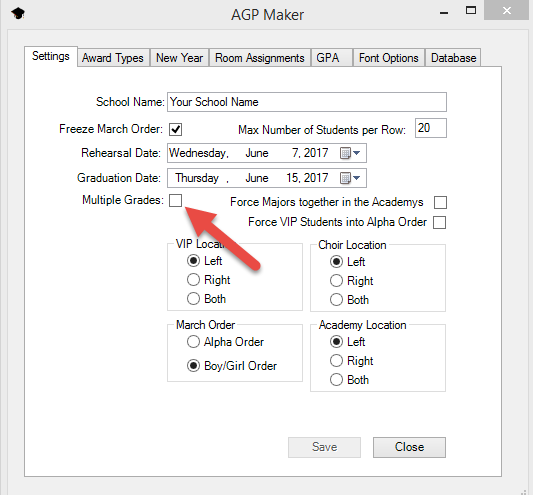 AGP Maker
Settings Award Types New Year Room Assignments GPA Font Options Database
School Name: Your School Name
Freeze March Order: Max Number of Students per Row: 20
Rehearsal Date: Wednesday, June 7, 2017
Graduation Date: Thursday , June 15, 2017
Multiple Grades: Force Majors together in the Academys
Force VIP Students into Alpha Order
VIP Location Choir Location
Left Left
Right Right
Both Both
March Order Academy Location
Alpha Order Left
Boy/Girl Order Right
Both
Save Close